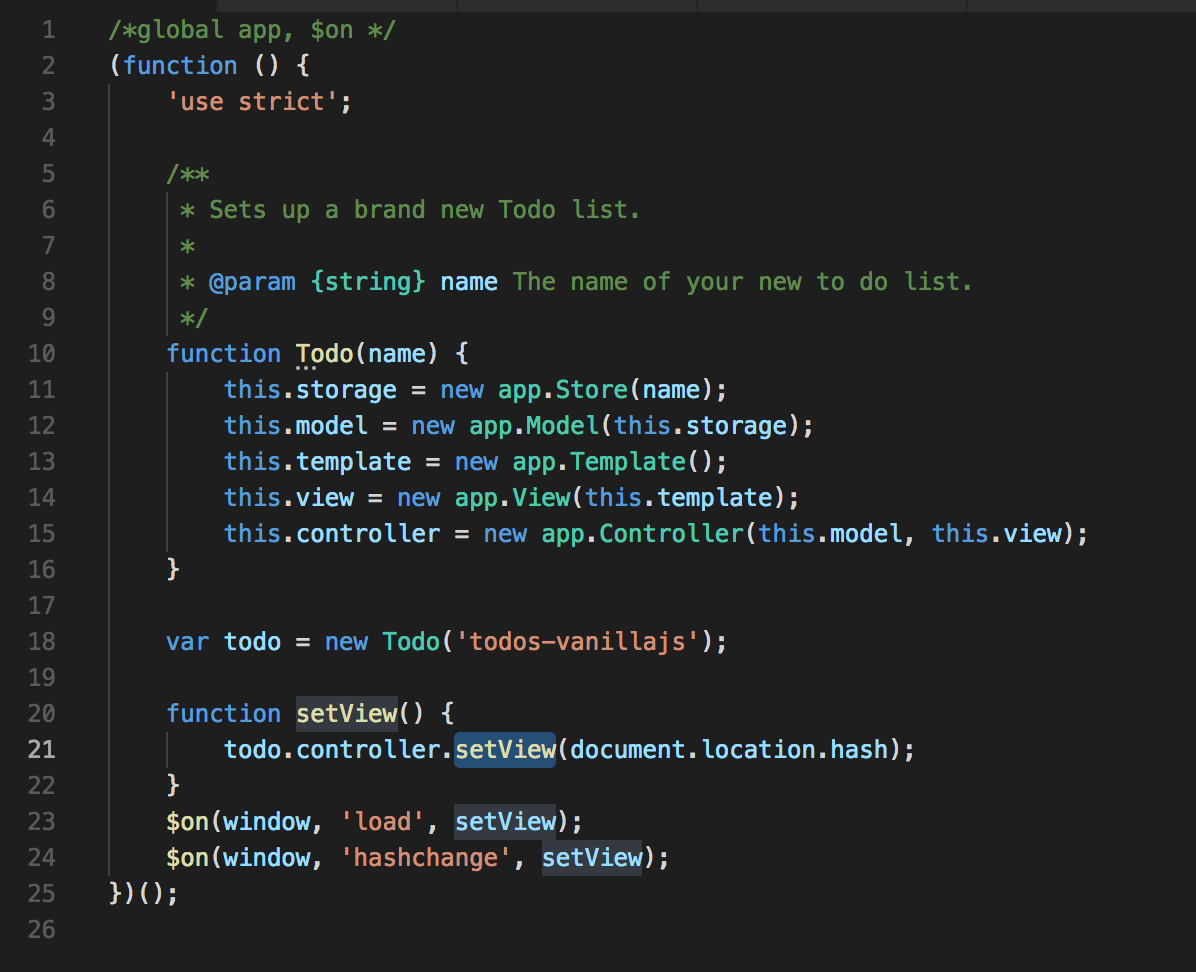 1 /*global app, $on */
2 (function () {
3     'use strict';
4
5     /**
6      * Sets up a brand new Todo list.
7      *
8      * @param {string} name The name of your new to do list.
9      */
10     function Todo(name) {
11         this.storage = new app.Store(name);
12         this.model = new app.Model(this.storage);
13         this.template = new app.Template();
14         this.view = new app.View(this.template);
15         this.controller = new app.Controller(this.model, this.view);
16     }
17
18     var todo = new Todo('todos-vanillajs');
19
20     function setView() {
21         todo.controller.setView(document.location.hash);
22     }
23     $on(window, 'load', setView);
24     $on(window, 'hashchange', setView);
25 })();
26